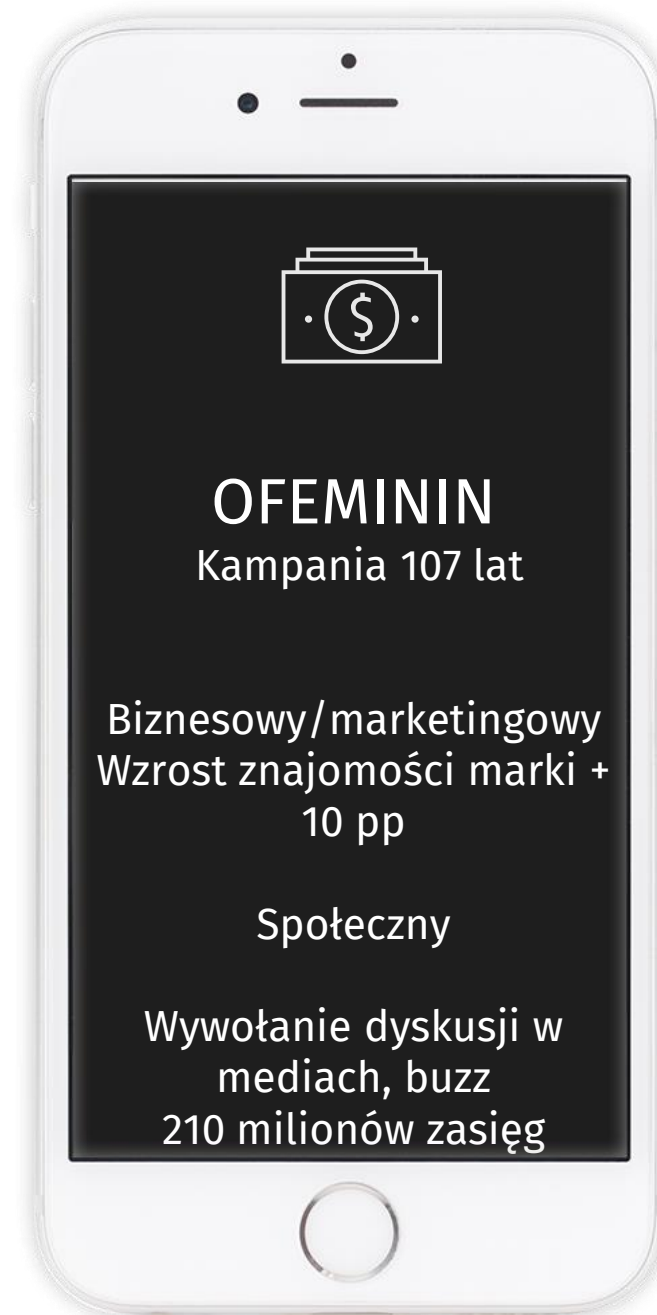 $
OFEMININ
Kampania 107 lat
Biznesowy/marketingowy
Wzrost znajomości marki +
10 pp
Społeczny
Wywołanie dyskusji w
mediach, buzz
210 milionów zasięg